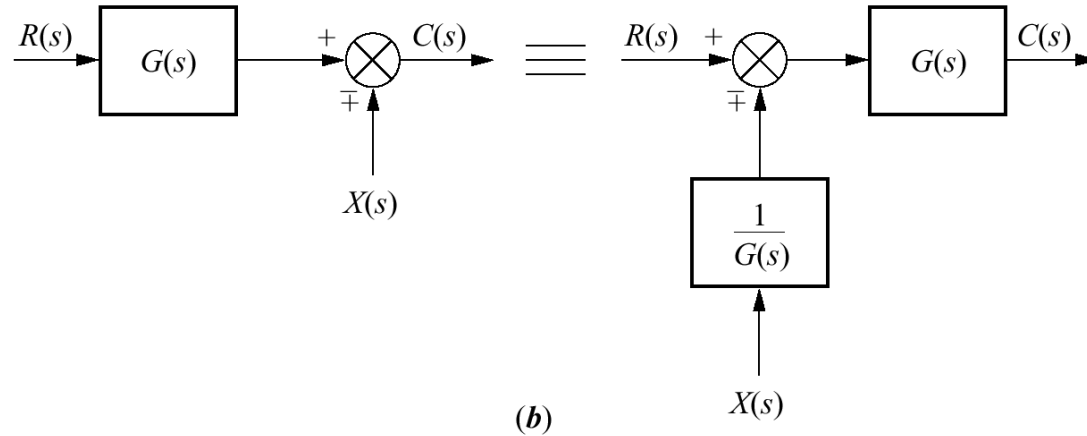 R(s) + C(s) R(s) + C(s)
G(s) G(s)
∓ ∓
X(s)
1
G(s)
X(s)
(b)